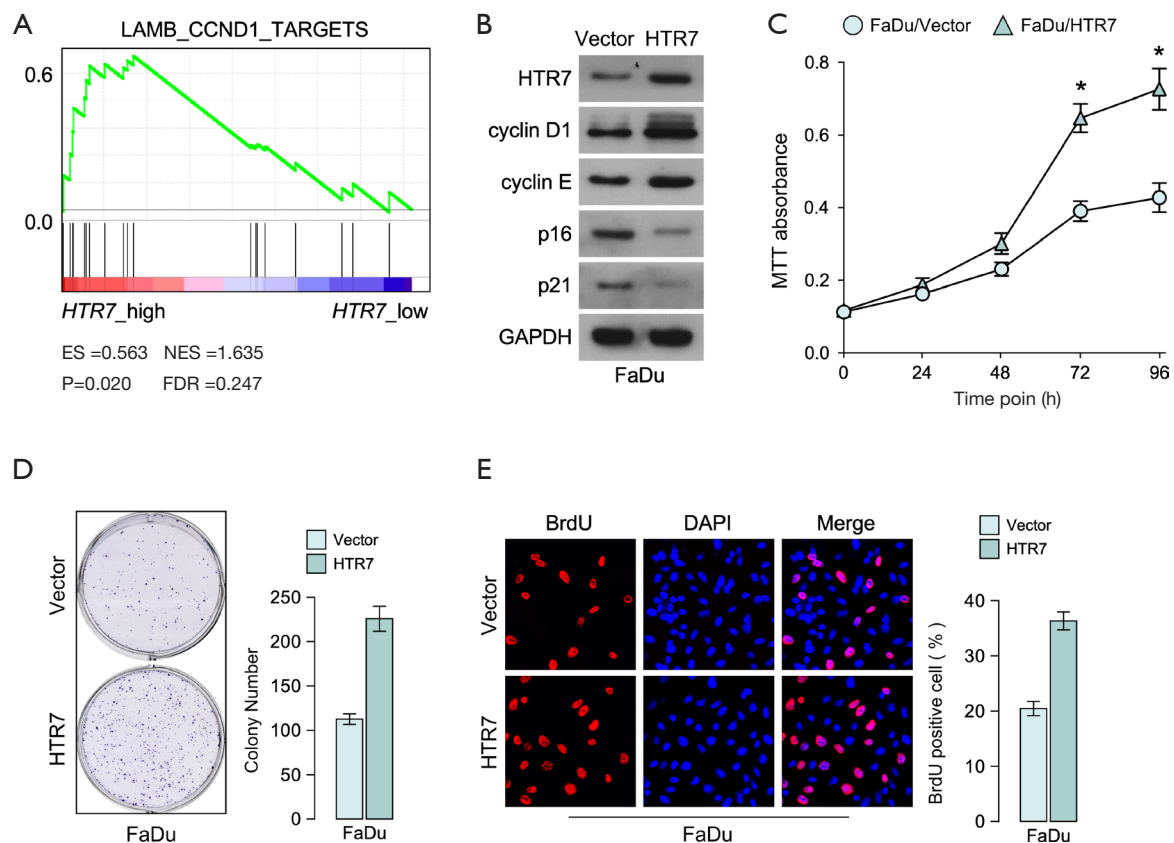 A
LAMB_CCND1_TARGETS
0.6
0.0
HTR7_high
HTR7_low
ES =0.563 NES =1.635
P=0.020 FDR =0.247
B
Vector HTR7
HTR7
cyclin D1
cyclin E
p16
p21
GAPDH
FaDu
C
FaDu/Vector
FaDu/HTR7
MTT absorbance
0.8
0.6
0.4
0.2
0.0
* *
0 24 48 72 96
Time poin (h)
D
Vector
HTR7
FaDu
Vector
HTR7
Colony Number
250
200
150
100
50
0
FaDu
E
BrdU DAPI Merge
Vector
HTR7
FaDu
Vector
HTR7
BrdU positive cell ( % )
40
30
20
10
0
FaDu